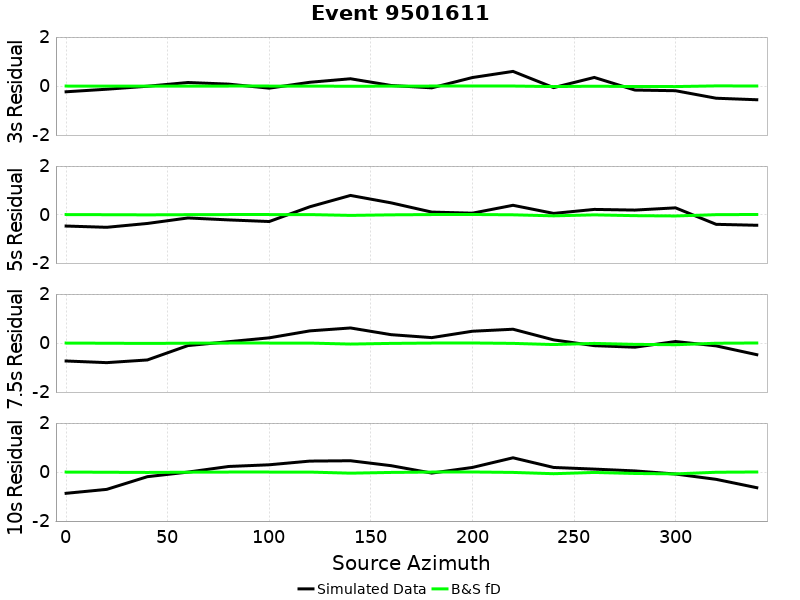 Event 9501611
2
0
-2
3s Residual
2
0
-2
5s Residual
2
0
-2
7.5s Residual
2
0
-2
10s Residual
0 50 100 150 200 250 300
Source Azimuth
Simulated Data B&S fD